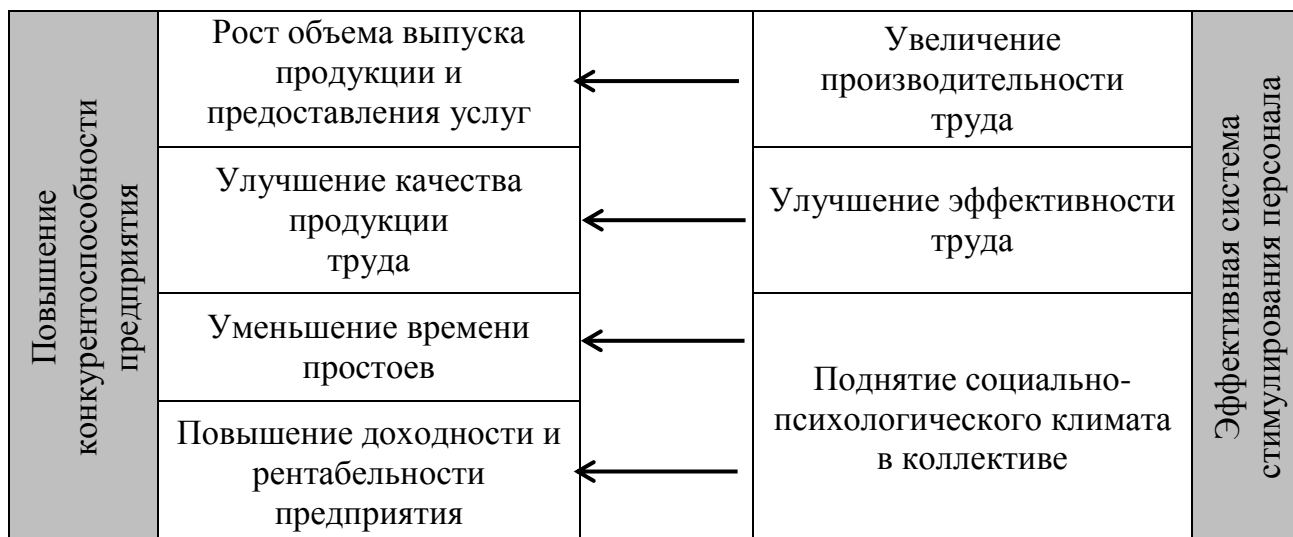 Повышение
конкурентоспособности
предприятия
Рост объема выпуска
продукции и
предоставления услуг
Улучшение качества
продукции
труда
Уменьшение времени
простоев
Повышение доходности и
рентабельности
предприятия
Увеличение
производительности
труда
Улучшение эффективности
труда
Поднятие социально-
психологического климата
в коллективе
Эффективная система
стимулирования персонала